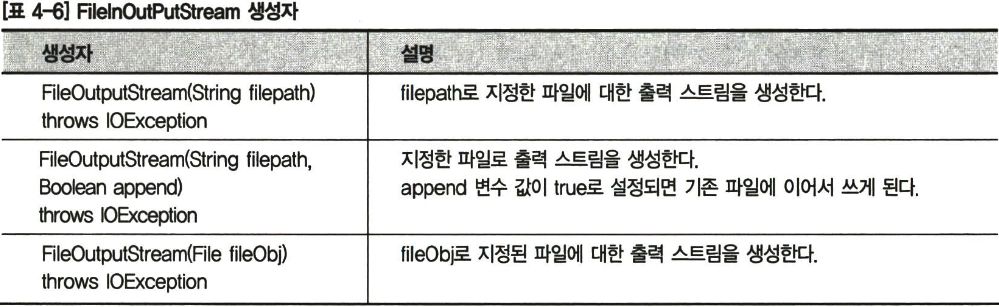 [표 4-6] FileInOutPutStream 생성자
생성자 설명
FileOutputStream(String filepath) filepath로 지정한 파일에 대한 출력 스트림을 생성한다.
throws IOException
FileOutputStream(String filepath, 지정한 파일로 출력 스트림을 생성한다.
Boolean append) append 변수 값이 true로 설정되면 기존 파일에 이어서 쓰게 된다.
throws IOException
FileOutputStream(File fileObj) fileObj로 지정된 파일에 대한 출력 스트림을 생성한다.
throws IOException